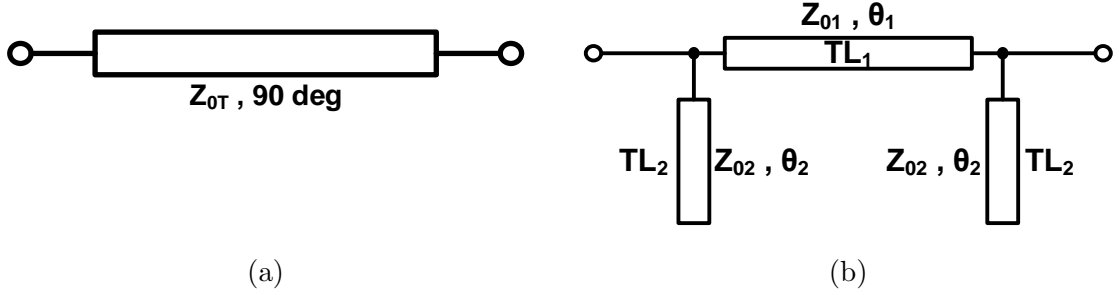 Z0T , 90 deg
(a)
Z01 , θ1
TL1
TL2
Z02 , θ2
Z02 , θ2
TL2
(b)